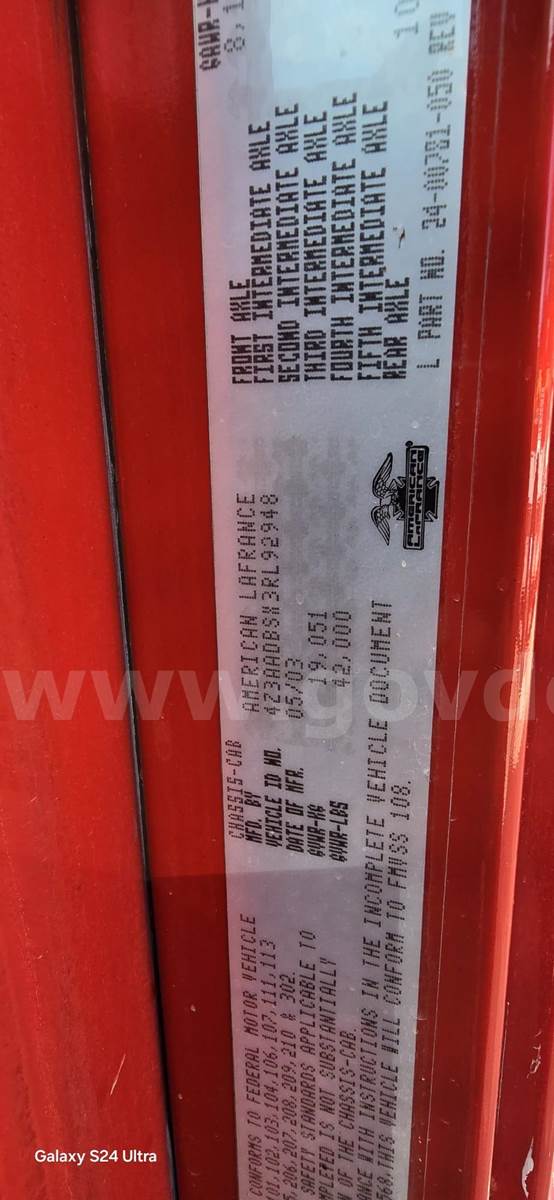 CONFORMS TO FEDERAL MOTOR VEHICLE
01,102,103,104,106,107,111,113
5,206,207,208,209,210 & 302.
SAFETY STANDARDS APPLICABLE TO
PLETED IS NOT SUBSTANTIALLY
OF THE CHASSIS-CAB.
WITH INSTRUCTIONS IN THE INCOMPLETE VEHICLE DOCUMENT
THIS VEHICLE WILL CONFORM TO FMVSS 108.
CHASSIS-CAB
MFD. BY AMERICAN LAFRANCE
VEHICLE ID NO. 4Z3AADBSX3RL92948
DATE OF MFR. 05/03
GVWR-KG 19,051
GVWR-LBS 42,000
AMERICAN
LAFRANCE
®
FRONT AXLE
FIRST INTERMEDIATE AXLE
SECOND INTERMEDIATE AXLE
THIRD INTERMEDIATE AXLE
FOURTH INTERMEDIATE AXLE
FIFTH INTERMEDIATE AXLE
REAR AXLE
L PART NO. 24-00781-050 REV
GAWR-
8,1
10
www.govd
Galaxy S24 Ultra